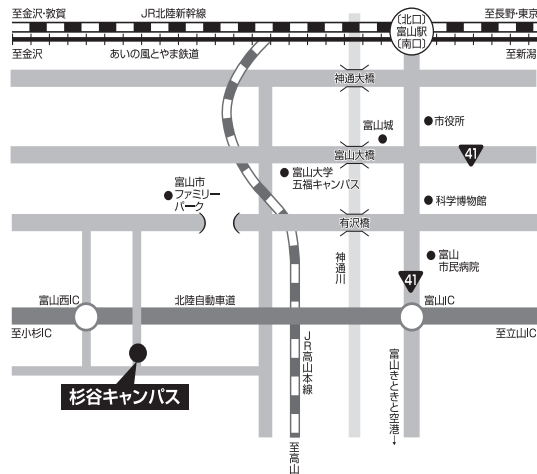 至金沢・敦賀
JR北陸新幹線
至長野・東京
〔北口〕
富山駅
〔南口〕
至金沢
あいの風とやま鉄道
至新潟
神通大橋
市役所
富山城
富山大橋
41
富山大学
五福キャンパス
富山市
ファミリー
パーク
科学博物館
有沢橋
神通川
富山
市民病院
41
富山西IC
北陸自動車道
富山IC
至小杉IC
至立山IC
JR高山本線
富山きときと空港→
杉谷キャンパス
至高山